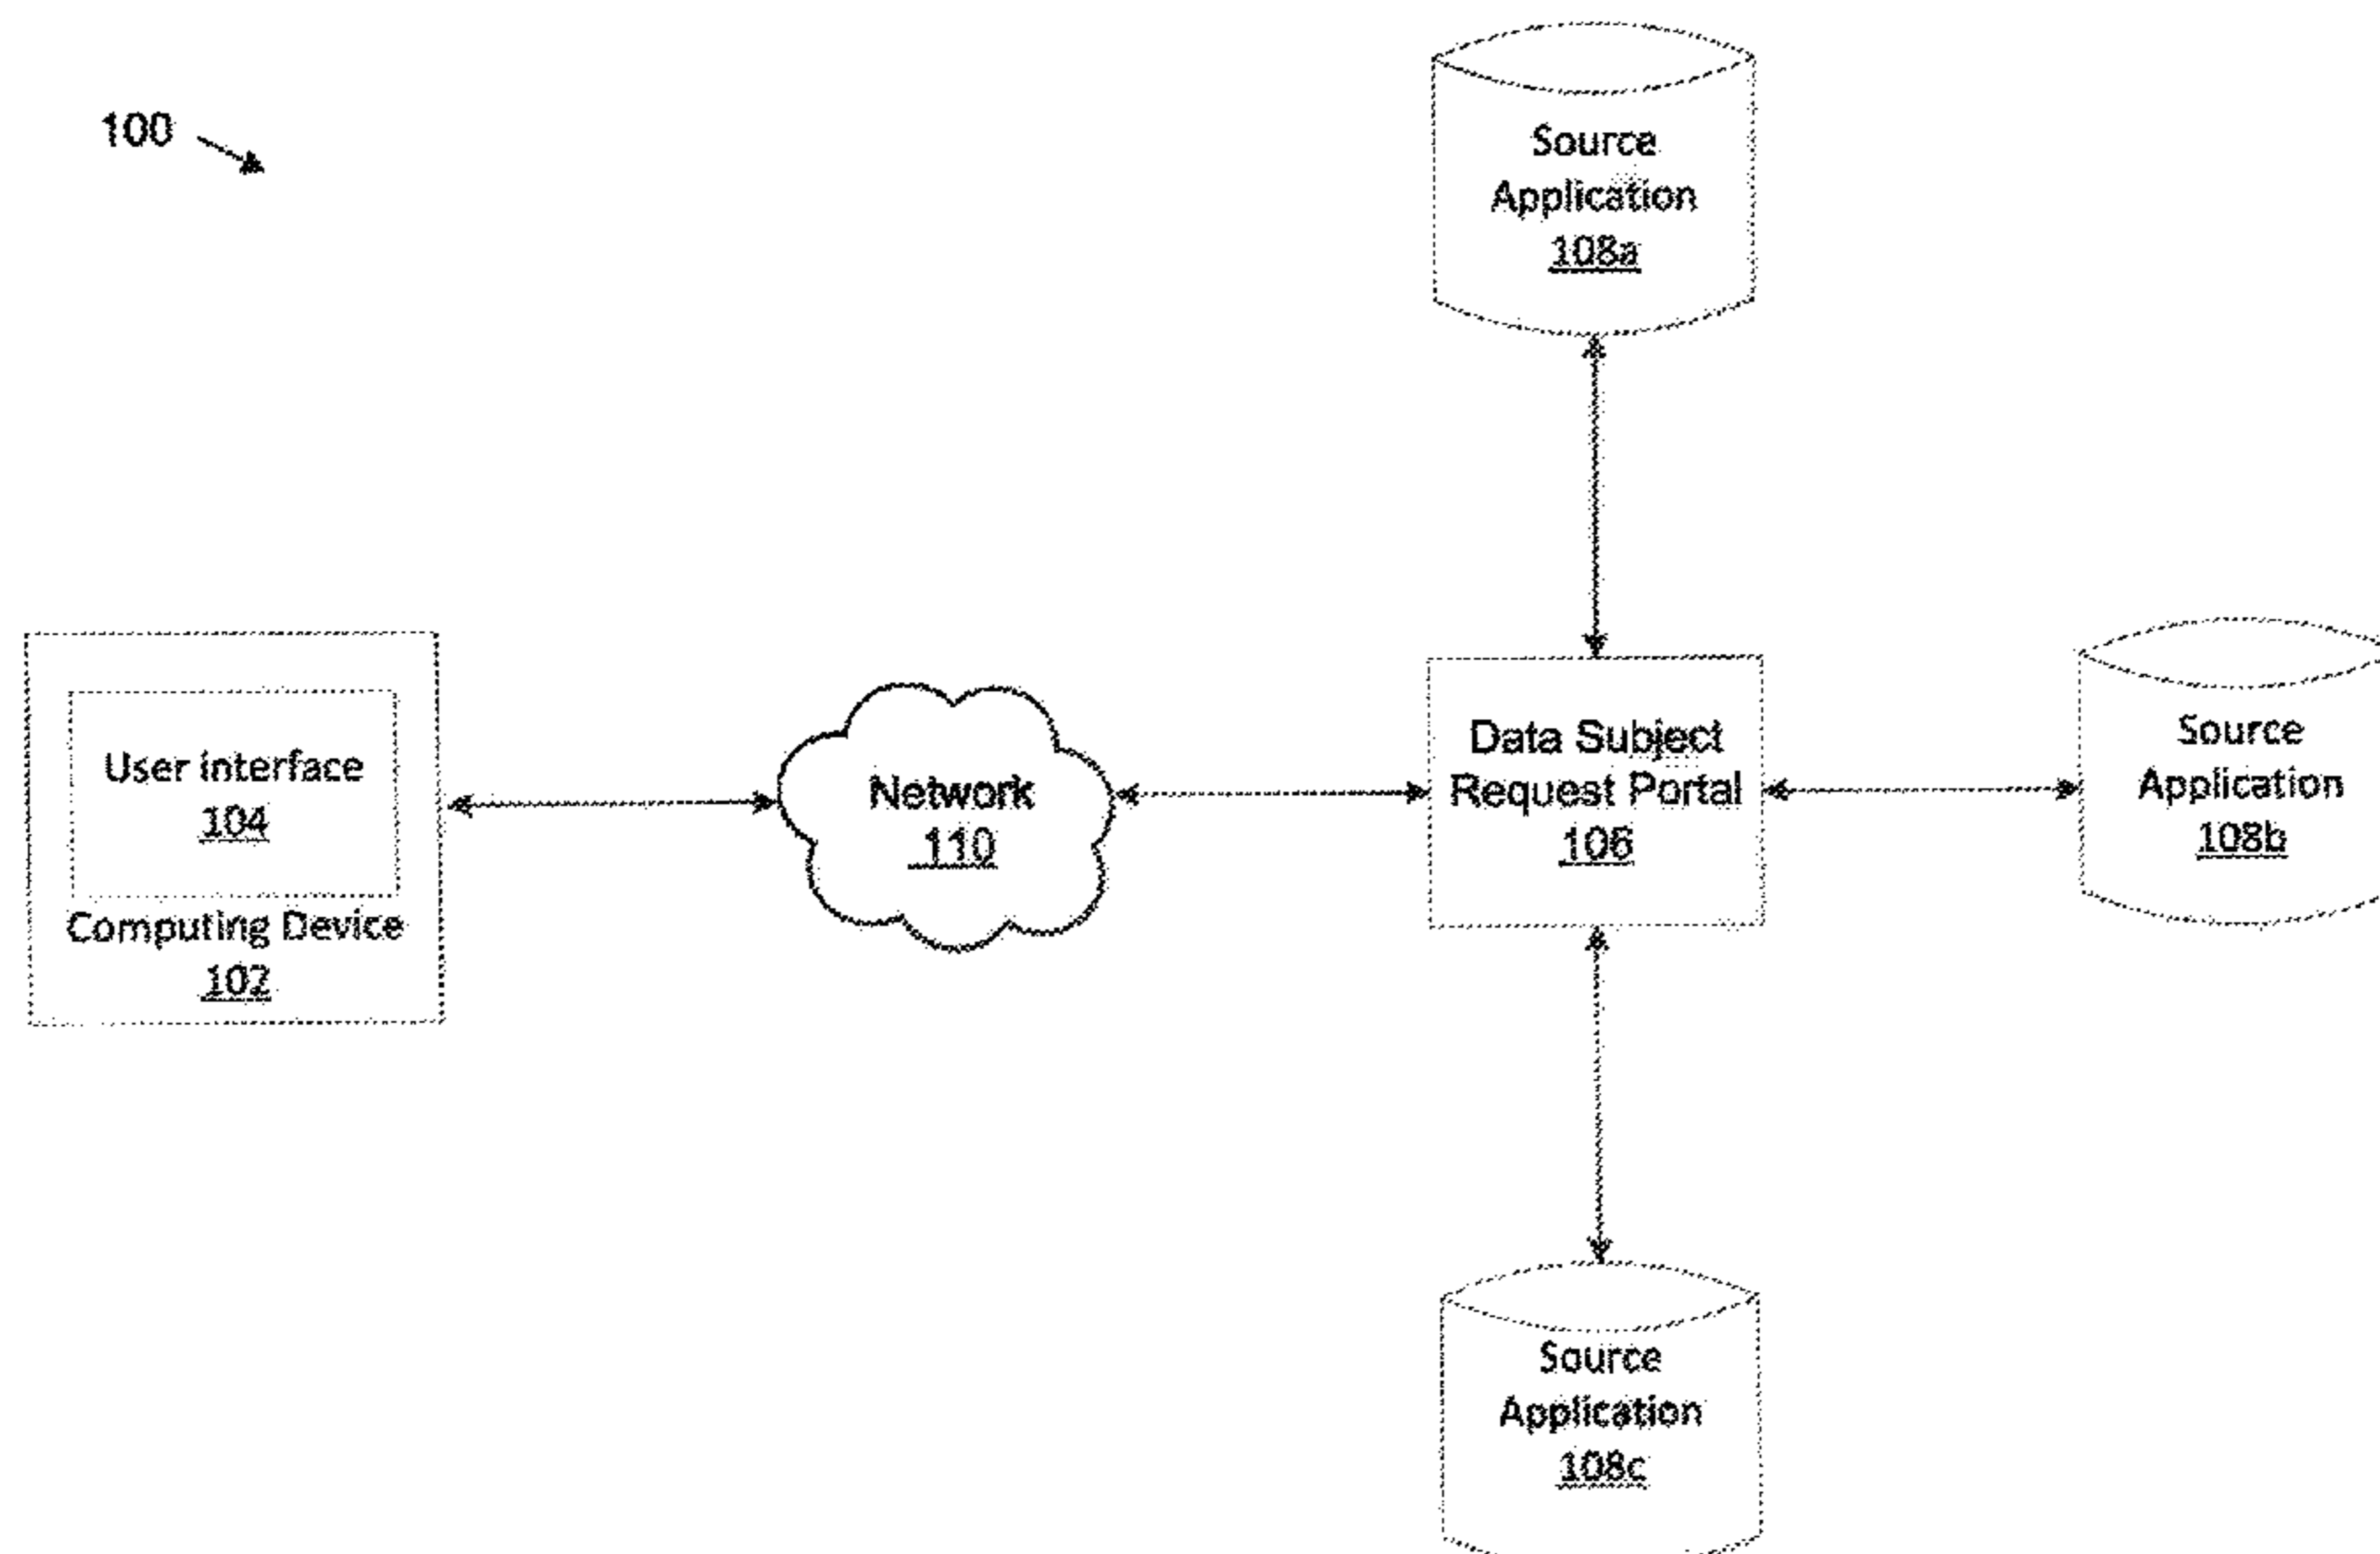 100
Source
Application
108a
User Interface
104
Computing Device
102
Network
110
Data Subject
Request Portal
106
Source
Application
108b
Source
Application
108c